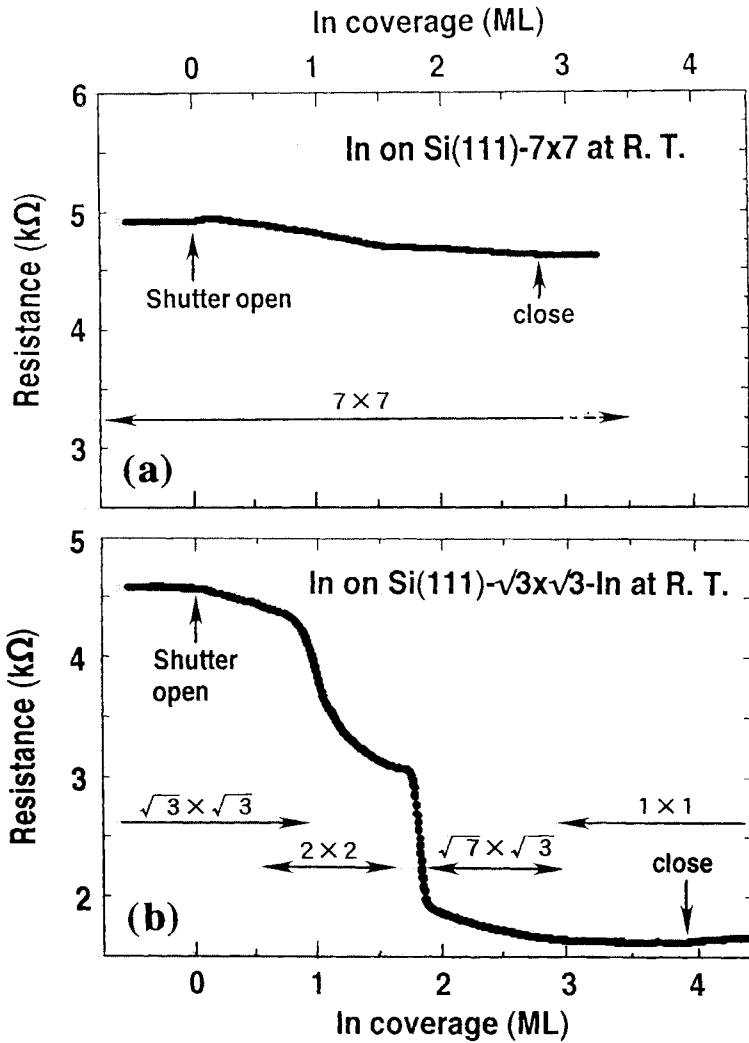 In coverage (ML)
0 1 2 3 4
6
5
4
3
Resistance (kΩ)
In on Si(111)-7x7 at R. T.
Shutter open
close
7 × 7
(a)
5
4
3
2
Resistance (kΩ)
In on Si(111)-√3x√3-In at R. T.
Shutter
open
√3 × √3
1 × 1
2 × 2
√7 × √3
close
(b)
0 1 2 3 4
In coverage (ML)